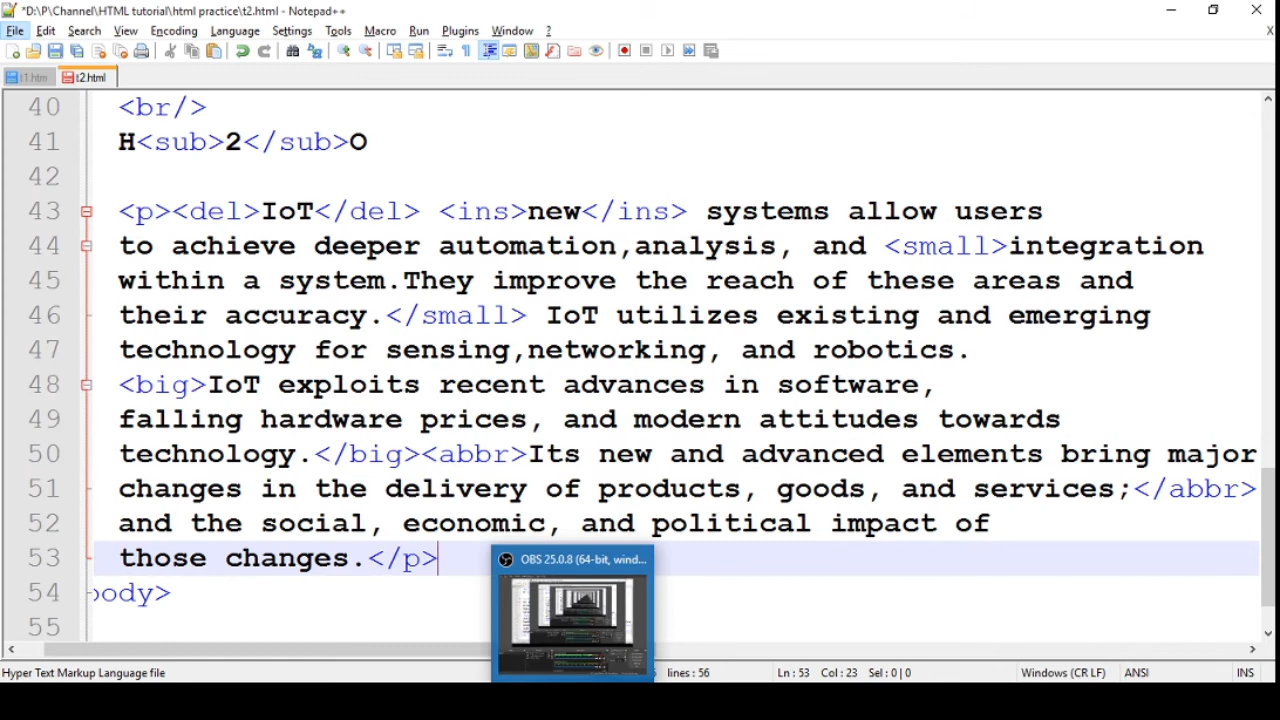 *D:\P\Channel\HTML tutorial\html practice\t2.html - Notepad++
File Edit Search View Encoding Language Settings Tools Macro Run Plugins Window ? X
t1.htm t2.html
40 <br/>
41 H<sub>2</sub>O
42
43 <p><del>IoT</del> <ins>new</ins> systems allow users
44 to achieve deeper automation,analysis, and <small>integration
45 within a system.They improve the reach of these areas and
46 their accuracy.</small> IoT utilizes existing and emerging
47 technology for sensing,networking, and robotics.
48 <big>IoT exploits recent advances in software,
49 falling hardware prices, and modern attitudes towards
50 technology.</big><abbr>Its new and advanced elements bring major
51 changes in the delivery of products, goods, and services;</abbr>
52 and the social, economic, and political impact of
53 those changes.</p>
54 body>
55
OBS 25.0.8 (64-bit, wind...
Hyper Text Markup Language file lines : 56 Ln : 53 Col : 23 Sel : 0 | 0 Windows (CR LF) ANSI INS